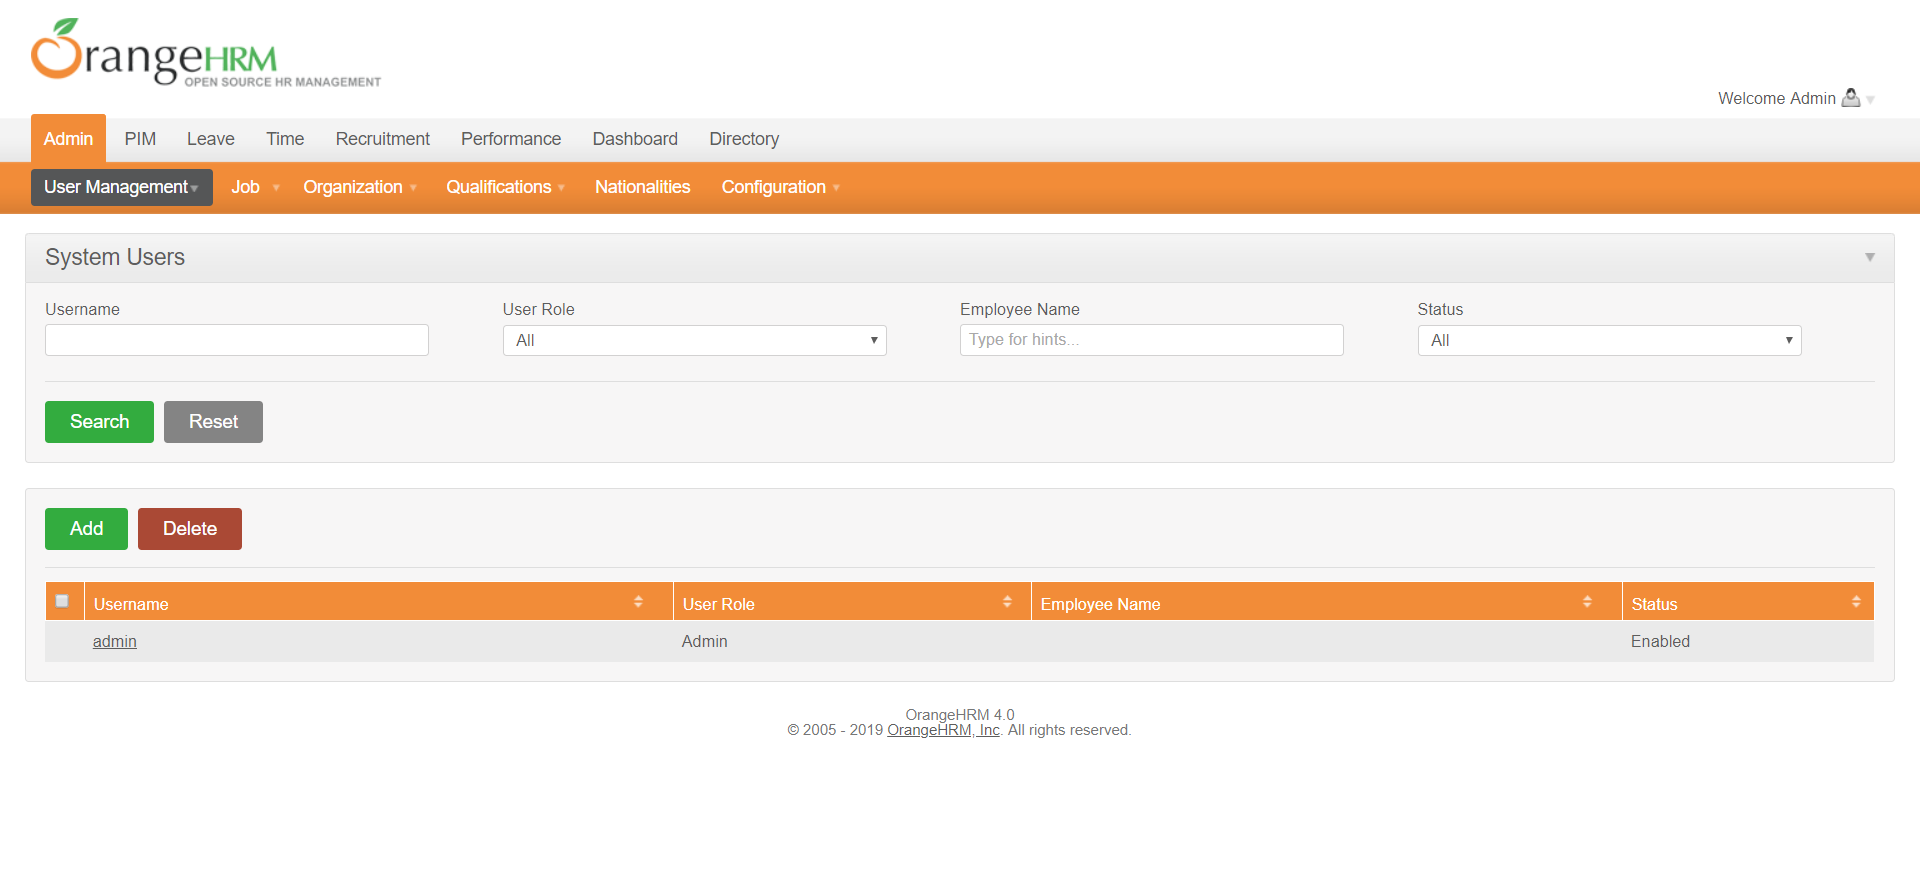 OrangeHRM
OPEN SOURCE HR MANAGEMENT
Welcome Admin
Admin PIM Leave Time Recruitment Performance Dashboard Directory
User Management Job Organization Qualifications Nationalities Configuration
System Users
Username User Role Employee Name Status
All Type for hints... All
Search Reset
Add Delete
Username User Role Employee Name Status
admin Admin Enabled
OrangeHRM 4.0
© 2005 - 2019 OrangeHRM, Inc. All rights reserved.